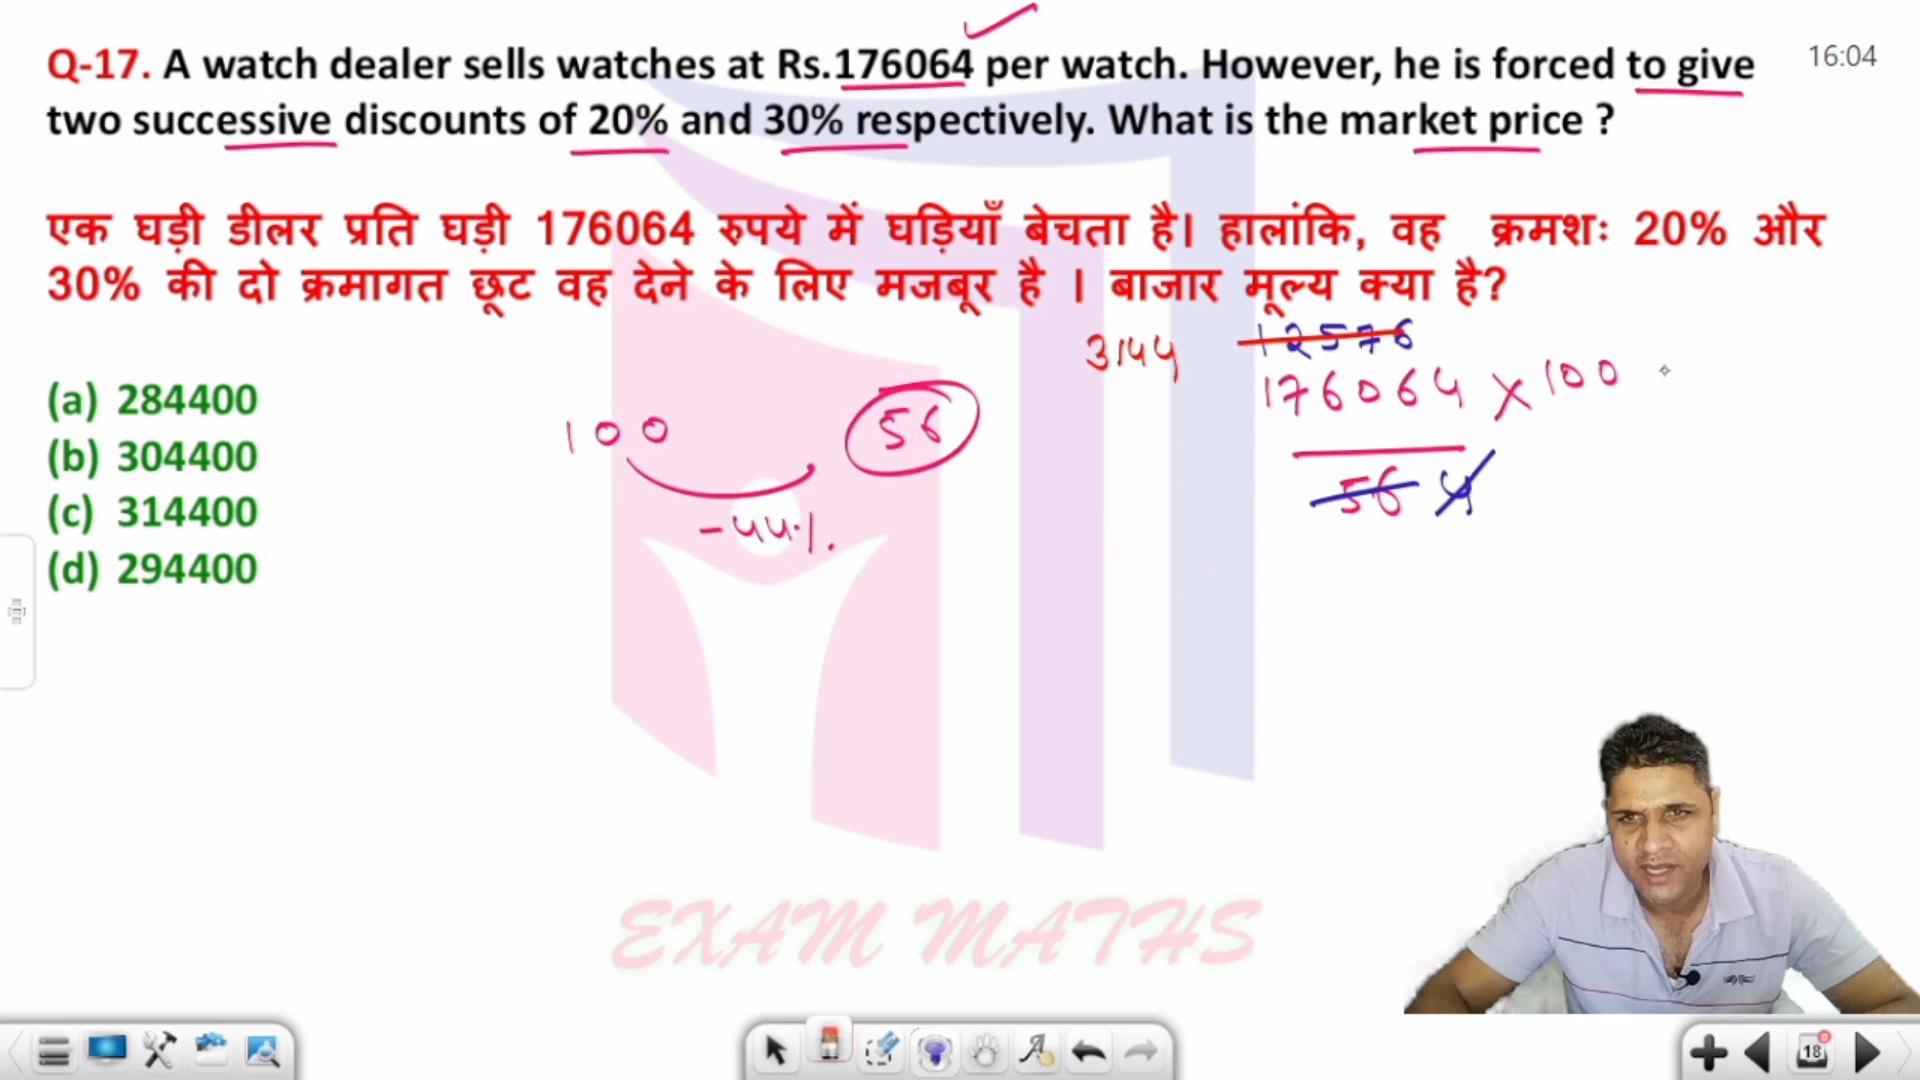 Q-17. A watch dealer sells watches at Rs.176064 per watch. However, he is forced to give
two successive discounts of 20% and 30% respectively. What is the market price ?
16:04
एक घड़ी डीलर प्रति घड़ी 176064 रुपये में घड़ियाँ बेचता है। हालांकि, वह क्रमशः 20% और
30% की दो क्रमागत छूट वह देने के लिए मजबूर है । बाजार मूल्य क्या है?
(a) 284400
(b) 304400
(c) 314400
(d) 294400
100
56
-44%.
3144
12576
176064 × 100
56 4
EXAM MATHS
18
0